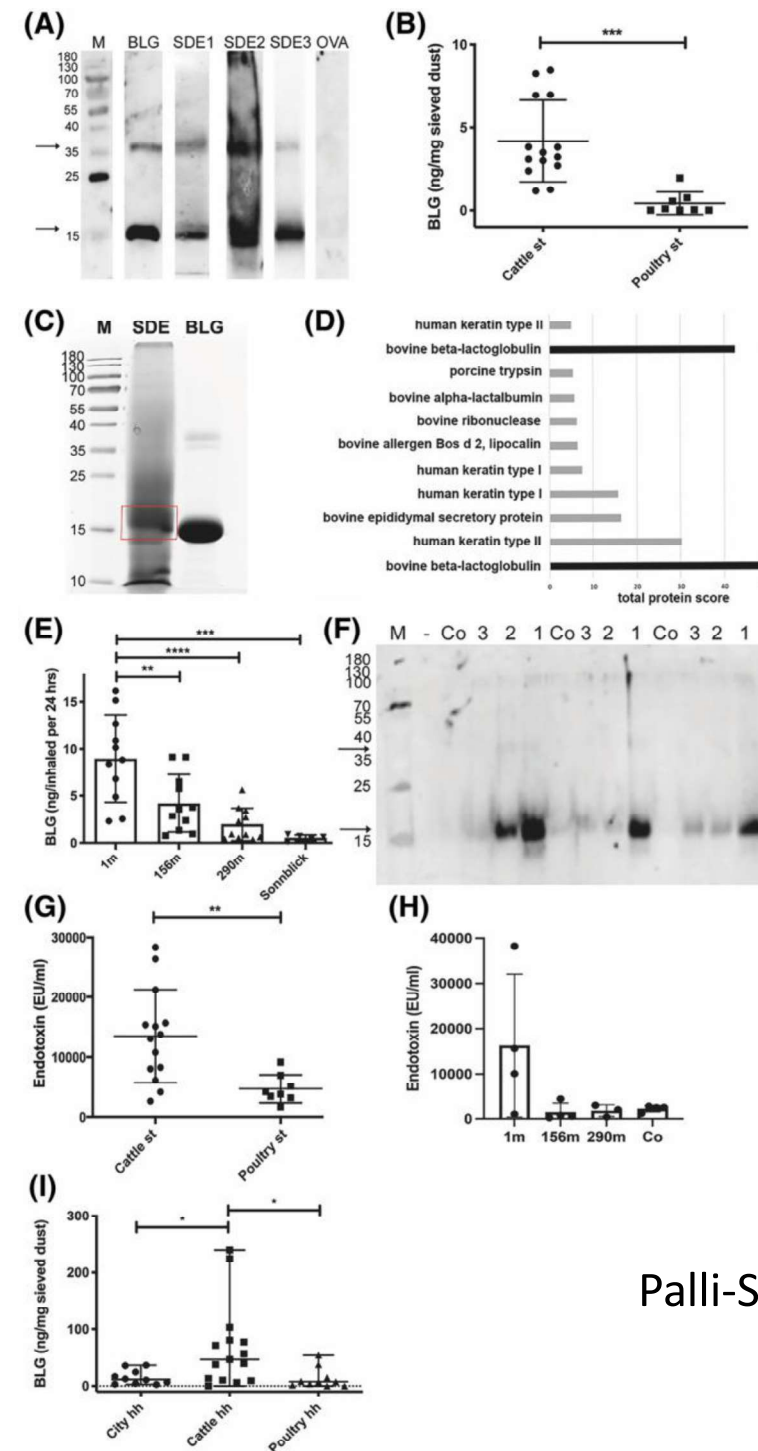 (A)
M BLG SDE1 SDE2 SDE3 OVA
180
130
100
70
55
40
35
25
15
(B)
***
BLG (ng/mg sieved dust)
10
5
0
Cattle st
Poultry st
(C)
M SDE BLG
180
130
100
70
55
40
35
25
15
10
(D)
human keratin type II
bovine beta-lactoglobulin
porcine trypsin
bovine alpha-lactalbumin
bovine ribonuclease
bovine allergen Bos d 2, lipocalin
human keratin type I
human keratin type I
bovine epididymal secretory protein
human keratin type II
bovine beta-lactoglobulin
0 10 20 30 40
total protein score
(E)
***
****
**
BLG (ng/inhaled per 24 hrs)
15
10
5
0
1m
156m
290m
Sonnblick
(F)
M - Co 3 2 1 Co 3 2 1 Co 3 2 1
180
130
100
70
55
40
35
25
15
(G)
**
Endotoxin (EU/ml)
30000
20000
10000
0
Cattle st
Poultry st
(H)
Endotoxin (EU/ml)
40000
30000
20000
10000
0
1m 156m 290m Co
(I)
*
*
BLG (ng/mg sieved dust)
300
200
100
0
City hh
Cattle hh
Poultry hh
Palli-S